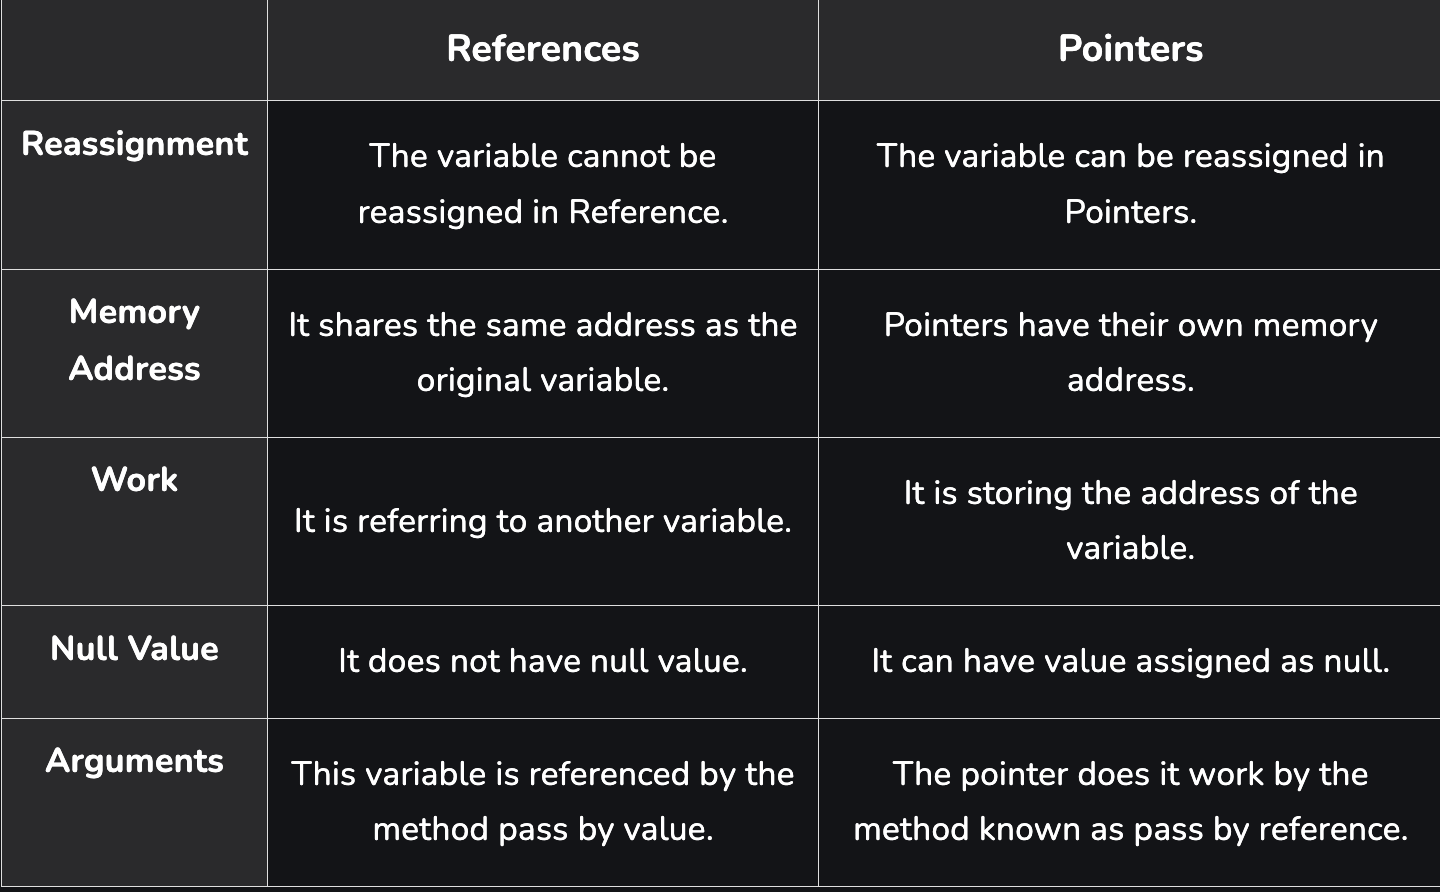 References
Pointers
Reassignment
The variable cannot be
reassigned in Reference.
The variable can be reassigned in
Pointers.
Memory
Address
It shares the same address as the
original variable.
Pointers have their own memory
address.
Work
It is referring to another variable.
It is storing the address of the
variable.
Null Value
It does not have null value.
It can have value assigned as null.
Arguments
This variable is referenced by the
method pass by value.
The pointer does it work by the
method known as pass by reference.